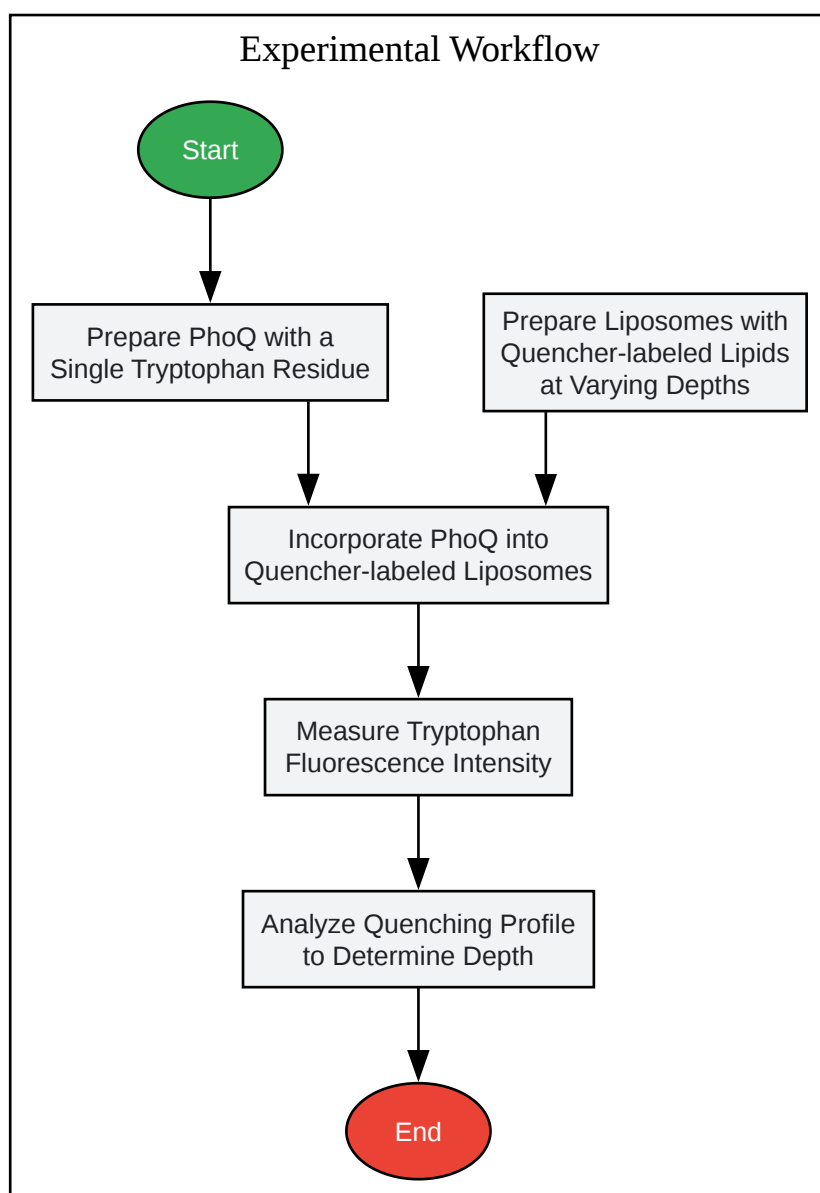 Experimental Workflow
Start
Prepare PhoQ with a
Single Tryptophan Residue
Prepare Liposomes with
Quencher-labeled Lipids
at Varying Depths
Incorporate PhoQ into
Quencher-labeled Liposomes
Measure Tryptophan
Fluorescence Intensity
Analyze Quenching Profile
to Determine Depth
End